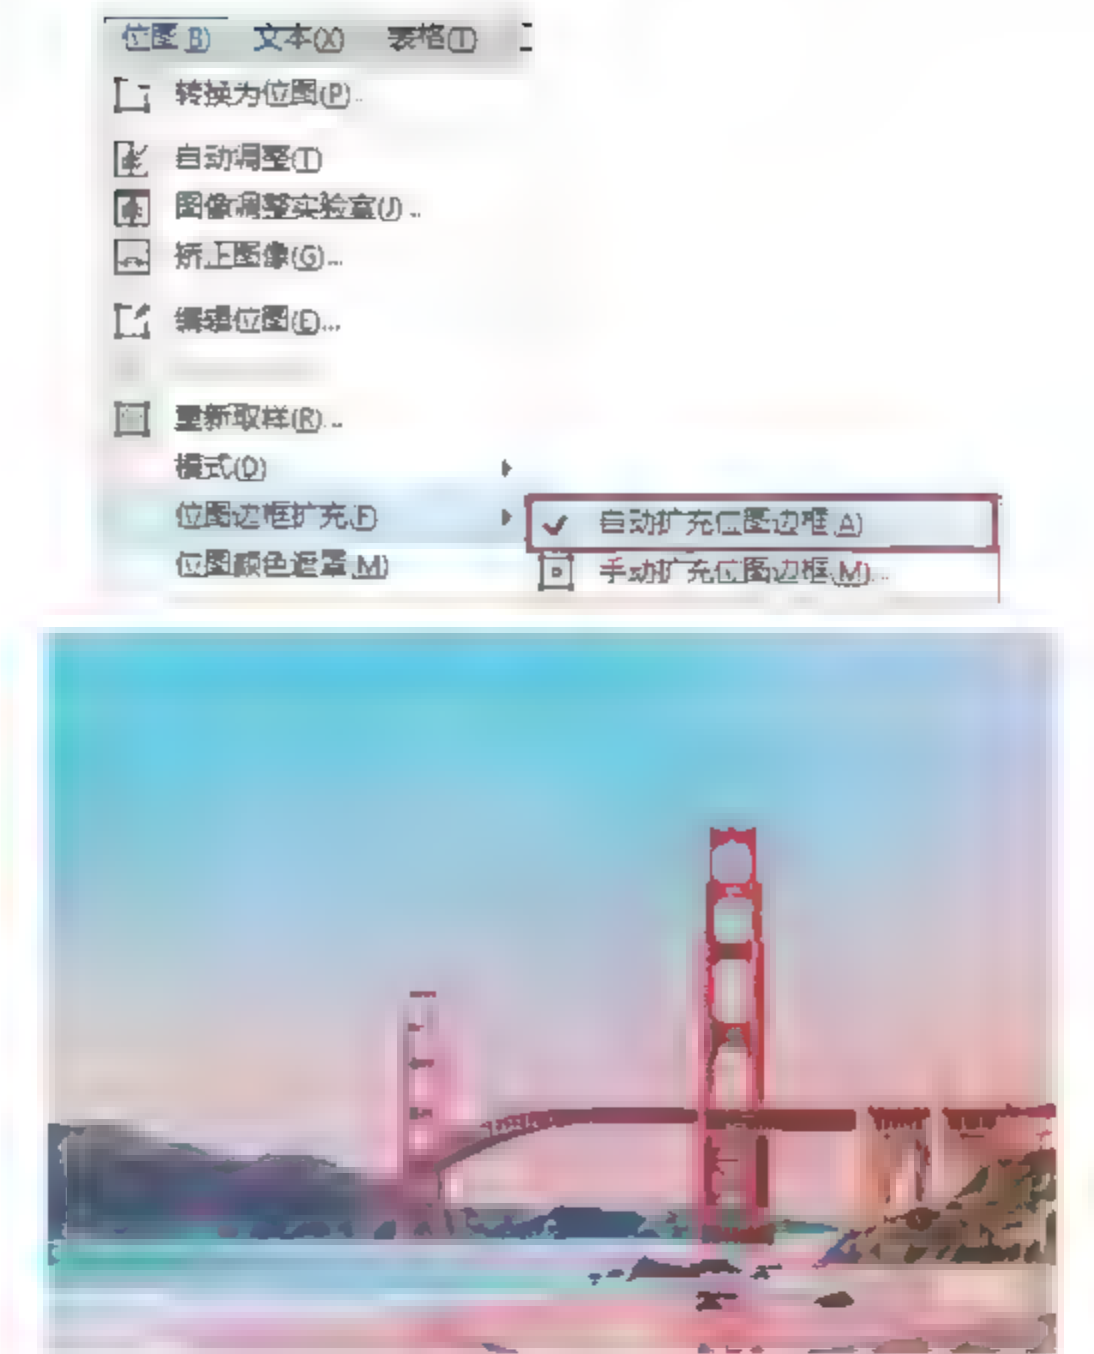 位图(B) 文本(X) 表格(T)
转换为位图(P)...
自动调整(T)
图像调整实验室(J)...
矫正图像(G)...
编辑位图(E)...
重新取样(R)...
模式(D)
位图边框扩充(F)
自动扩充位图边框(A)
位图颜色遮罩(M)
手动扩充位图边框(M)...